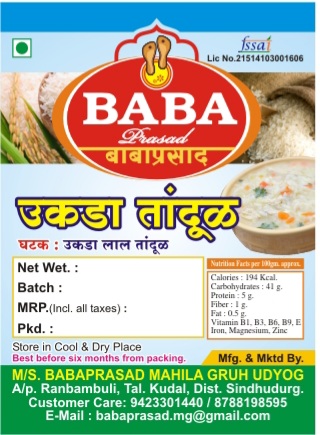 fssai
Lic No.21514103001606
BABA
Prasad
बाबाप्रसाद
उकडा तांदूळ
घटक : उकडा लाल तांदूळ
Net Wet. :
Batch :
MRP.(Incl. all taxes) :
Pkd. :
Nutrition Facts per 100gm. approx.
Calories : 194 Kcal.
Carbohydrates : 41 g.
Protein : 5 g.
Fiber : 1 g.
Fat : 0.5 g.
Vitamin B1, B3, B6, B9, E
Iron, Magnesium, Zinc
Store in Cool & Dry Place
Best before six months from packing.
Mfg. & Mktd By.
M/S. BABAPRASAD MAHILA GRUH UDYOG
A/p. Ranbambuli, Tal. Kudal, Dist. Sindhudurg.
Customer Care: 9423301440 / 8788198595
E-Mail : babaprasad.mg@gmail.com